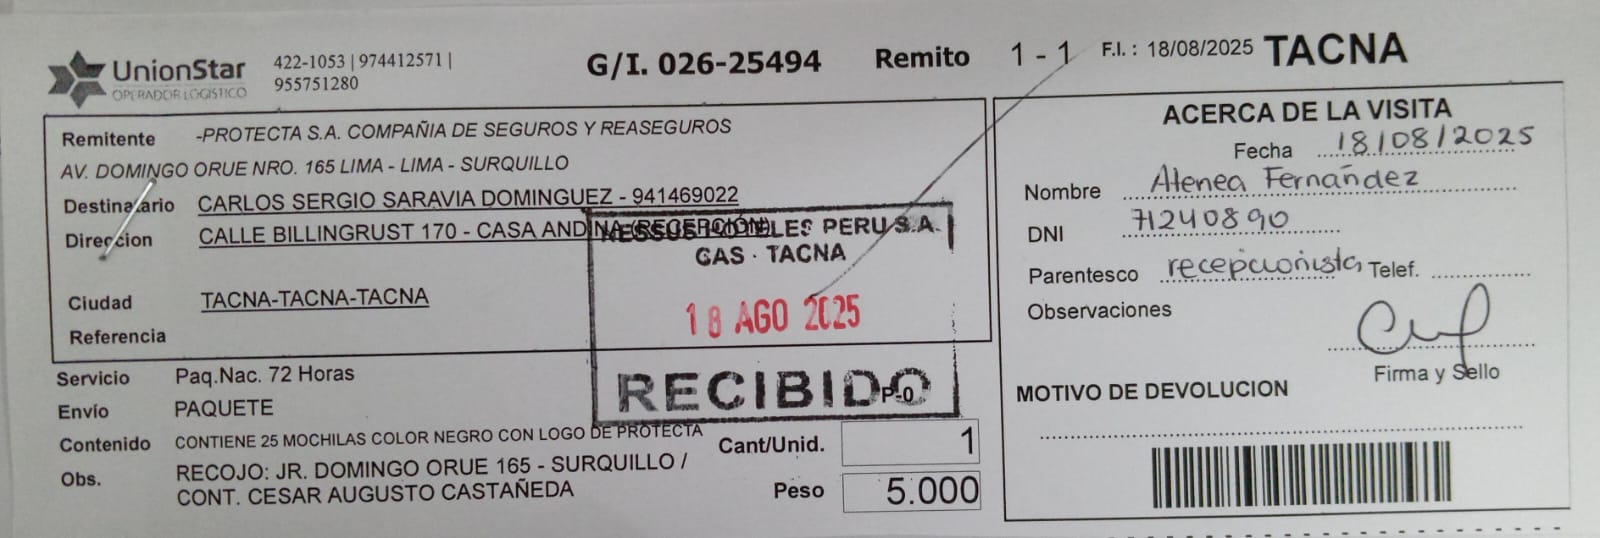 UnionStar
OPERADOR LOGISTICO
422-1053 | 974412571 |
955751280
G/I. 026-25494
Remito 1 - 1
F.I. : 18/08/2025 TACNA
Remitente -PROTECTA S.A. COMPAÑIA DE SEGUROS Y REASEGUROS
AV. DOMINGO ORUE NRO. 165 LIMA - LIMA - SURQUILLO
Destinatario CARLOS SERGIO SARAVIA DOMINGUEZ - 941469022
Direccion CALLE BILLINGRUST 170 - CASA ANDINA (RECEPCIÓN)
Ciudad TACNA-TACNA-TACNA
Referencia
HOTELES PERU S.A.
CAS - TACNA
18 AGO 2025
RECIBIDO
P-0
Servicio Paq.Nac. 72 Horas
Envío PAQUETE
Contenido CONTIENE 25 MOCHILAS COLOR NEGRO CON LOGO DE PROTECTA
Obs. RECOJO: JR. DOMINGO ORUE 165 - SURQUILLO /
CONT. CESAR AUGUSTO CASTAÑEDA
Cant/Unid. 1
Peso 5.000
ACERCA DE LA VISITA
Fecha 18/08/2025
Nombre Atenea Fernández
DNI 71240890
Parentesco recepcionista Telef.
Observaciones
Firma y Sello
MOTIVO DE DEVOLUCION